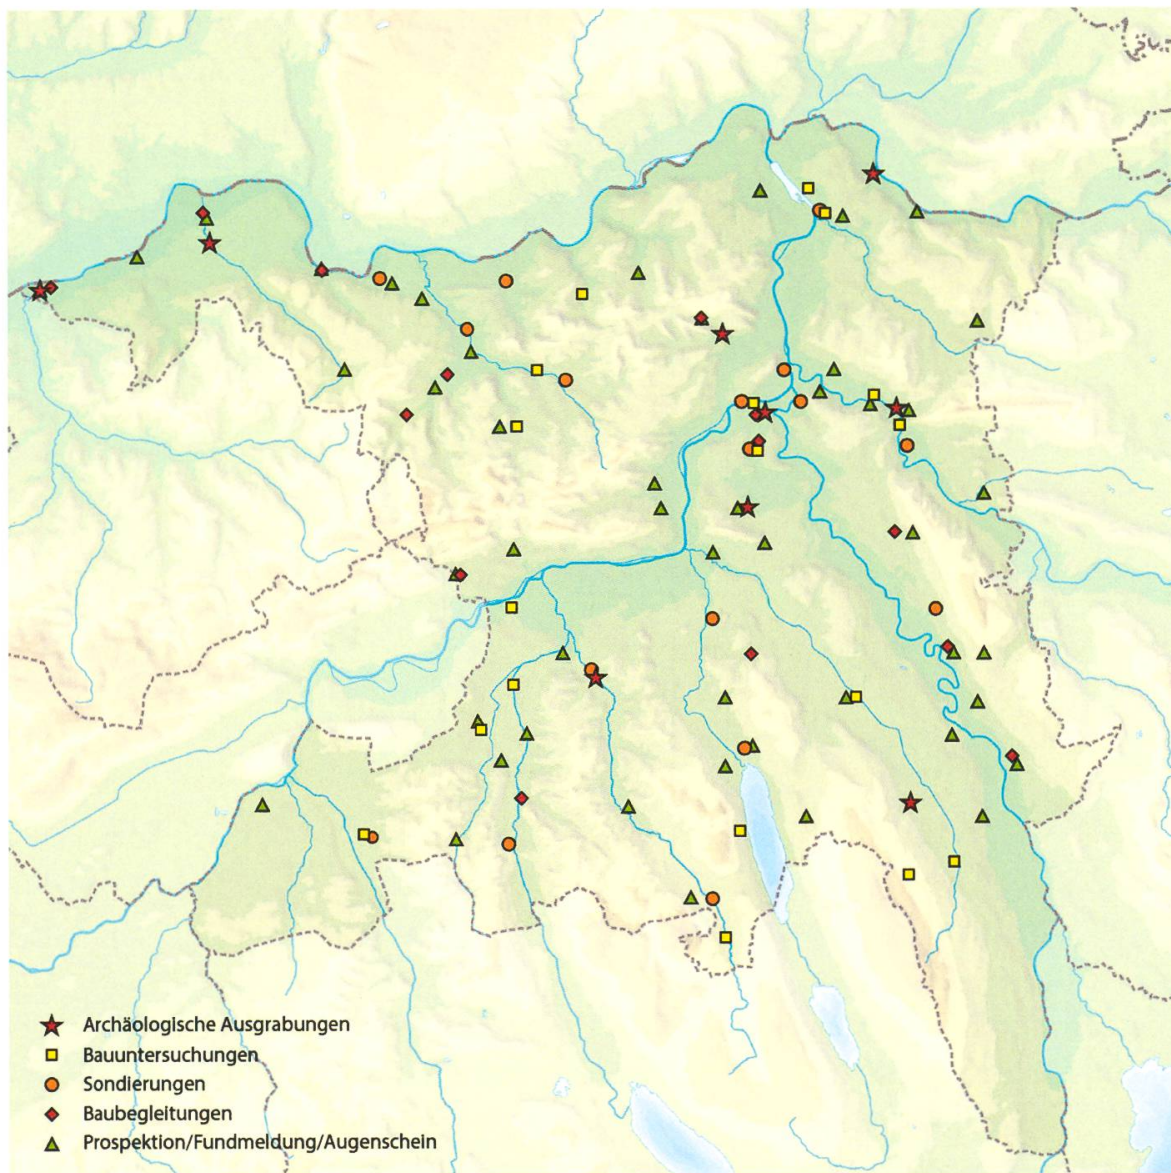 Archäologische Ausgrabungen
Bauuntersuchungen
Sondierungen
Baubegleitungen
Prospektion/Fundmeldung/Augenschein